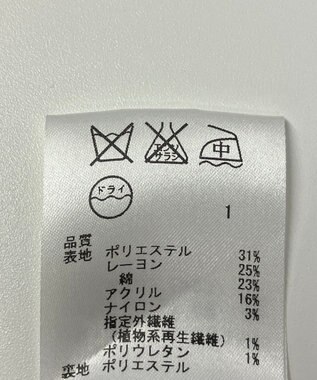 エンソ
サラシ
中
ドライ
1
品質
表地 ポリエステル 31%
レーヨン 25%
綿 23%
アクリル 16%
ナイロン 3%
指定外繊維
(植物系再生繊維) 1%
ポリウレタン 1%
裏地 ポリエステル